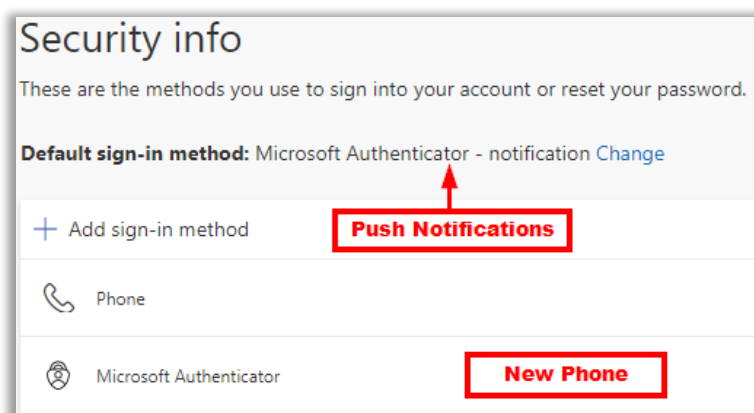 Security info
These are the methods you use to sign into your account or reset your password.
Default sign-in method: Microsoft Authenticator - notification Change
Add sign-in method
Push Notifications
Phone
Microsoft Authenticator
New Phone